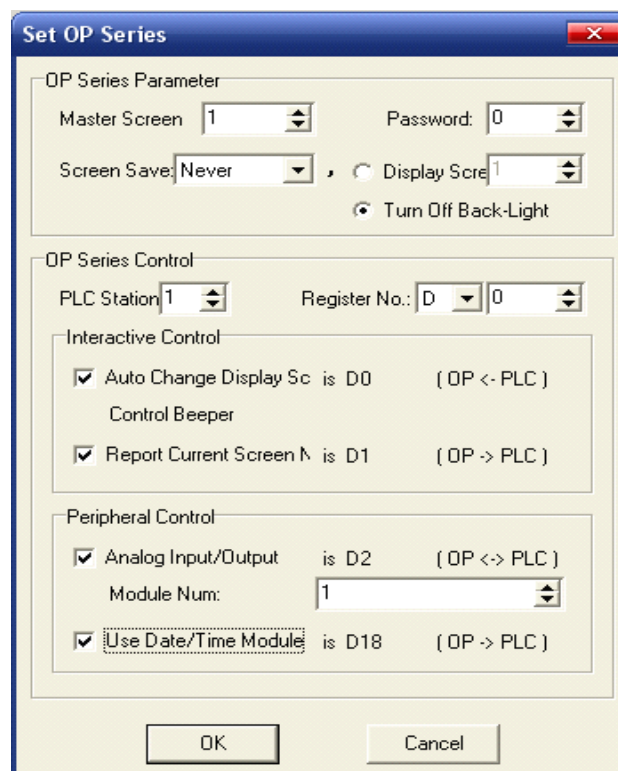 Set OP Series
OP Series Parameter
Master Screen 1 Password: 0
Screen Save: Never , Display Scre 1
Turn Off Back-Light
OP Series Control
PLC Station 1 Register No.: D 0
Interactive Control
Auto Change Display Sc is D0 ( OP <- PLC )
Control Beeper
Report Current Screen N is D1 ( OP -> PLC )
Peripheral Control
Analog Input/Output is D2 ( OP <-> PLC )
Module Num: 1
Use Date/Time Module is D18 ( OP -> PLC )
OK Cancel